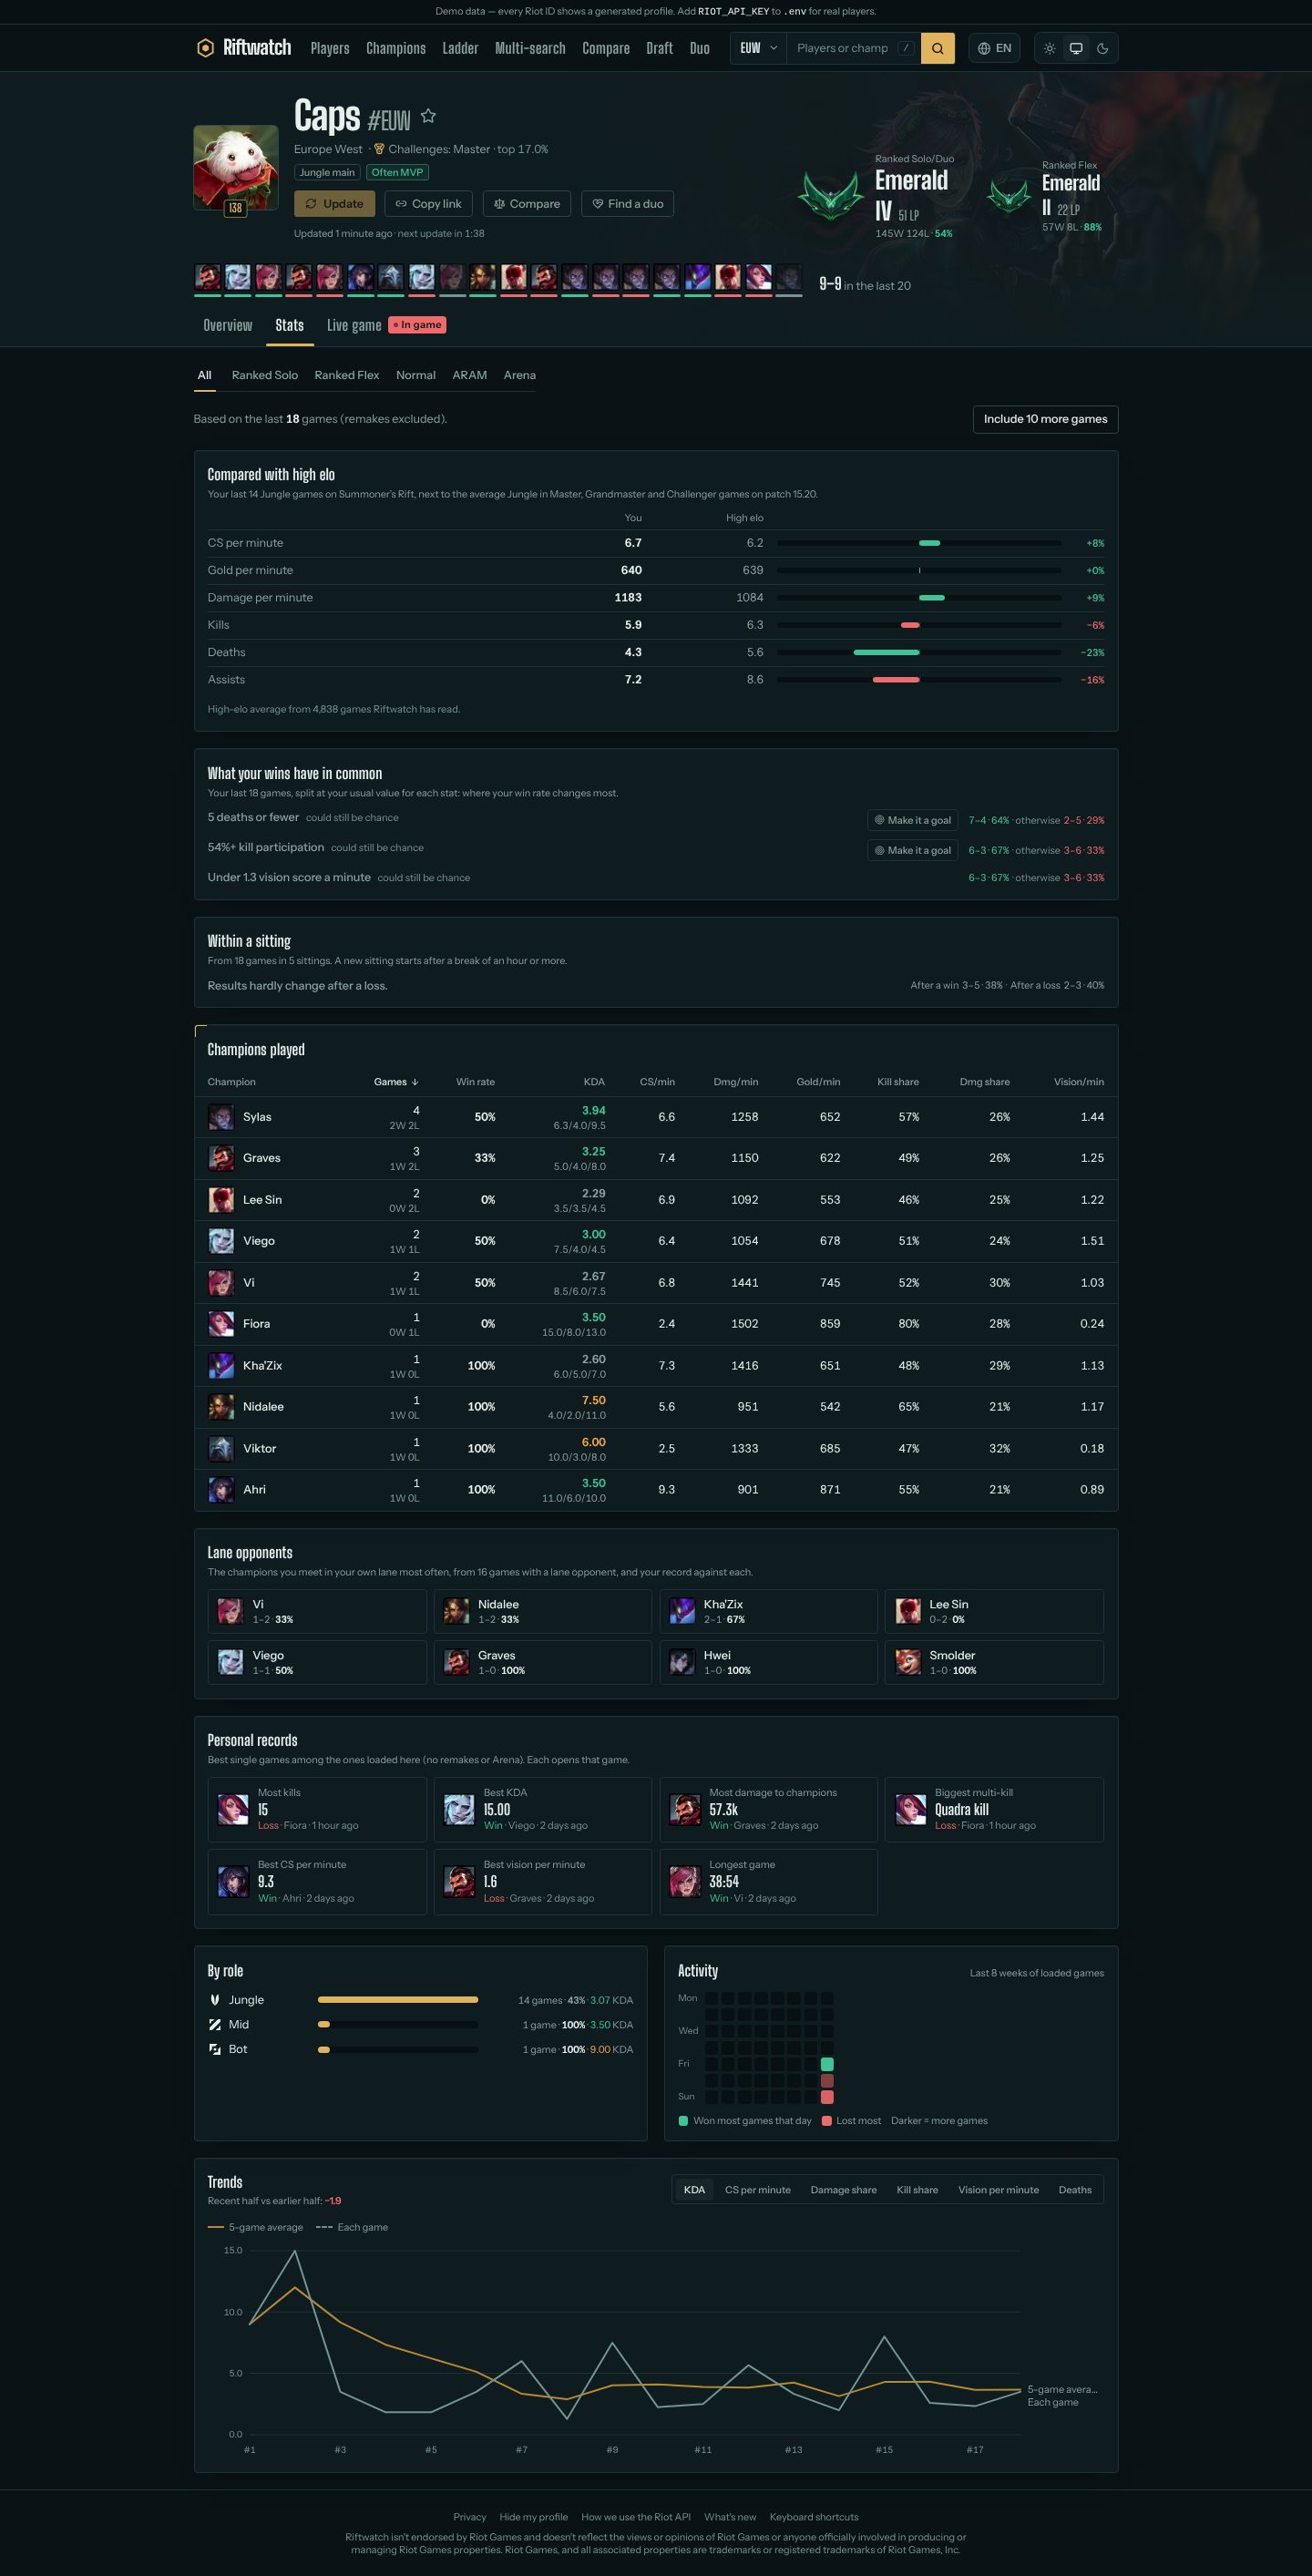 Demo data — every Riot ID shows a generated profile. Add RIOT_API_KEY to .env for real players.
Riftwatch Players Champions Ladder Multi-search Compare Draft Duo EUW Players or champ / EN
Caps #EUW
Europe West · Challenges: Master · top 17.0%
Jungle main Often MVP
138
Update Copy link Compare Find a duo
Updated 1 minute ago · next update in 1:38
Ranked Solo/Duo
Emerald
IV 51 LP
145W 124L · 54%
Ranked Flex
Emerald
II 22 LP
57W 8L · 88%
9–9 in the last 20
Overview Stats Live game In game
All Ranked Solo Ranked Flex Normal ARAM Arena
Based on the last 18 games (remakes excluded).
Include 10 more games
Compared with high elo
Your last 14 Jungle games on Summoner's Rift, next to the average Jungle in Master, Grandmaster and Challenger games on patch 15.20.
You High elo
CS per minute 6.7 6.2 +8%
Gold per minute 640 639 +0%
Damage per minute 1183 1084 +9%
Kills 5.9 6.3 −6%
Deaths 4.3 5.6 −23%
Assists 7.2 8.6 −16%
High-elo average from 4,838 games Riftwatch has read.
What your wins have in common
Your last 18 games, split at your usual value for each stat: where your win rate changes most.
5 deaths or fewer could still be chance Make it a goal 7–4 · 64% · otherwise 2–5 · 29%
54%+ kill participation could still be chance Make it a goal 6–3 · 67% · otherwise 3–6 · 33%
Under 1.3 vision score a minute could still be chance 6–3 · 67% · otherwise 3–6 · 33%
Within a sitting
From 18 games in 5 sittings. A new sitting starts after a break of an hour or more.
Results hardly change after a loss. After a win 3–5 · 38% · After a loss 2–3 · 40%
Champions played
Champion Games ↓ Win rate KDA CS/min Dmg/min Gold/min Kill share Dmg share Vision/min
Sylas 4 50% 3.94 6.6 1258 652 57% 26% 1.44
2W 2L 6.3/4.0/9.5
Graves 3 33% 3.25 7.4 1150 622 49% 26% 1.25
1W 2L 5.0/4.0/8.0
Lee Sin 2 0% 2.29 6.9 1092 553 46% 25% 1.22
0W 2L 3.5/3.5/4.5
Viego 2 50% 3.00 6.4 1054 678 51% 24% 1.51
1W 1L 7.5/4.0/4.5
Vi 2 50% 2.67 6.8 1441 745 52% 30% 1.03
1W 1L 8.5/6.0/7.5
Fiora 1 0% 3.50 2.4 1502 859 80% 28% 0.24
0W 1L 15.0/8.0/13.0
Kha'Zix 1 100% 2.60 7.3 1416 651 48% 29% 1.13
1W 0L 6.0/5.0/7.0
Nidalee 1 100% 7.50 5.6 951 542 65% 21% 1.17
1W 0L 4.0/2.0/11.0
Viktor 1 100% 6.00 2.5 1333 685 47% 32% 0.18
1W 0L 10.0/3.0/8.0
Ahri 1 100% 3.50 9.3 901 871 55% 21% 0.89
1W 0L 11.0/6.0/10.0
Lane opponents
The champions you meet in your own lane most often, from 16 games with a lane opponent, and your record against each.
Vi Nidalee Kha'Zix Lee Sin
1–2 · 33% 1–2 · 33% 2–1 · 67% 0–2 · 0%
Viego Graves Hwei Smolder
1–1 · 50% 1–0 · 100% 1–0 · 100% 1–0 · 100%
Personal records
Best single games among the ones loaded here (no remakes or Arena). Each opens that game.
Most kills Best KDA Most damage to champions Biggest multi-kill
15 15.00 57.3k Quadra kill
Loss · Fiora · 1 hour ago Win · Viego · 2 days ago Win · Graves · 2 days ago Loss · Fiora · 1 hour ago
Best CS per minute Best vision per minute Longest game
9.3 1.6 38:54
Win · Ahri · 2 days ago Loss · Graves · 2 days ago Win · Vi · 2 days ago
By role
Jungle 14 games · 43% · 3.07 KDA
Mid 1 game · 100% · 3.50 KDA
Bot 1 game · 100% · 9.00 KDA
Activity Last 8 weeks of loaded games
Mon
Wed
Fri
Sun
Won most games that day Lost most Darker = more games
Trends
Recent half vs earlier half: −1.9
KDA CS per minute Damage share Kill share Vision per minute Deaths
5-game average Each game
15.0
10.0
5.0
0.0
5-game avera...
Each game
#1 #3 #5 #7 #9 #11 #13 #15 #17
Privacy Hide my profile How we use the Riot API What's new Keyboard shortcuts
Riftwatch isn't endorsed by Riot Games and doesn't reflect the views or opinions of Riot Games or anyone officially involved in producing or
managing Riot Games properties. Riot Games, and all associated properties are trademarks or registered trademarks of Riot Games, Inc.